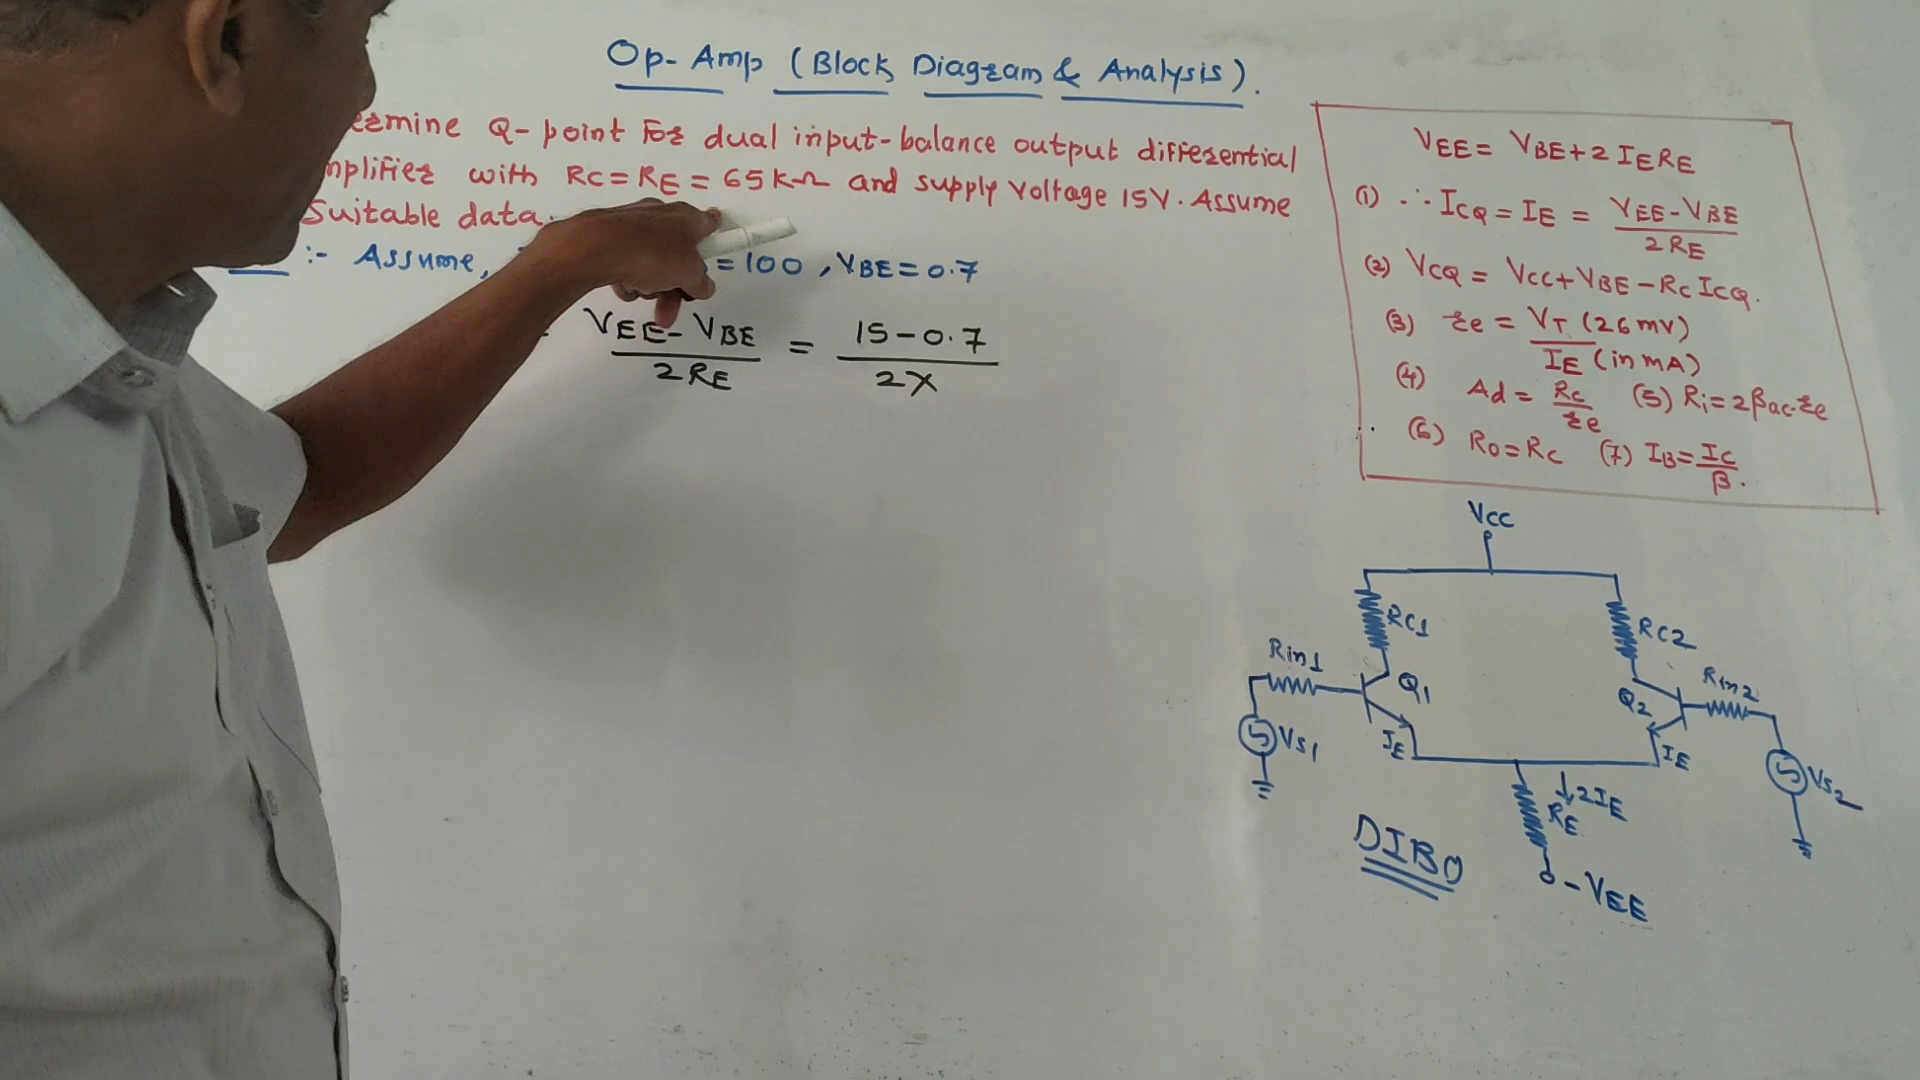 Op-Amp (Block Diagram & Analysis).
ermine Q-point For dual input-balance output differential
mplifier with RC=RE=65KΩ and supply voltage 15V. Assume
Suitable data.
:- Assume, =100, VBE=0.7
= VEE-VBE / 2RE = 15-0.7 / 2X
VEE= VBE+2IERE
(1) ∴ ICQ=IE = VEE-VBE / 2RE
(2) VCQ = VCC+VBE-RC ICQ.
(3) re = VT (26mV) / IE (in mA)
(4) Ad = RC / re (5) Ri=2βac.re
(6) RO=RC (7) IB=IC / β.
VCC
RC1
RC2
Rin1
Rin2
Q1
Q2
VS1
IE
IE
VS2
2IE
RE
DIBO
-VEE